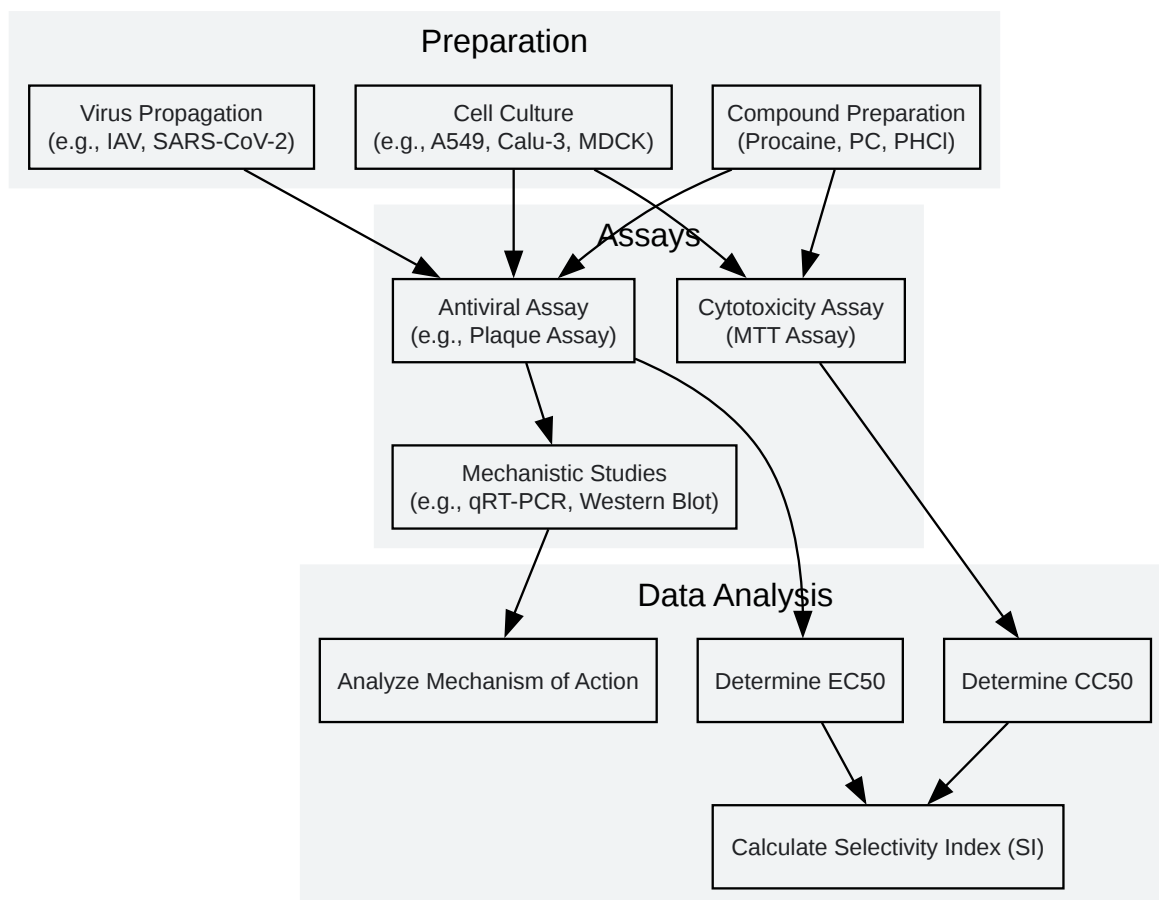 Preparation
Virus Propagation
(e.g., IAV, SARS-CoV-2)
Cell Culture
(e.g., A549, Calu-3, MDCK)
Compound Preparation
(Procaine, PC, PHCl)
Assays
Antiviral Assay
(e.g., Plaque Assay)
Cytotoxicity Assay
(MTT Assay)
Mechanistic Studies
(e.g., qRT-PCR, Western Blot)
Data Analysis
Analyze Mechanism of Action
Determine EC50
Determine CC50
Calculate Selectivity Index (SI)